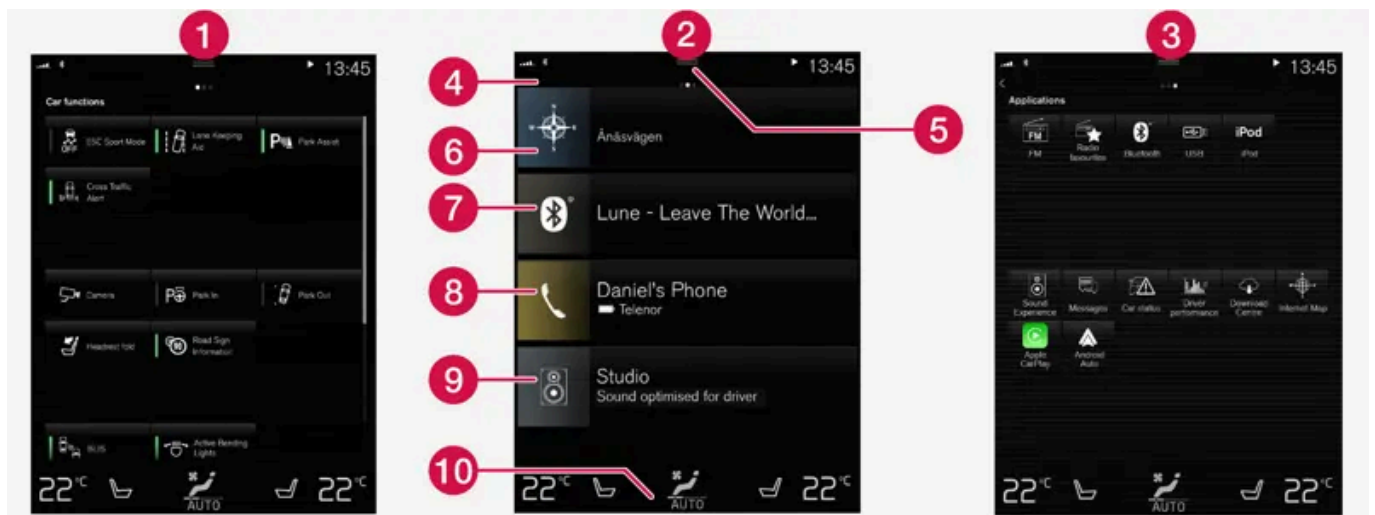 1
2
3
13:45
Car functions
ESC Sport Mode
OFF
Lane Keeping
Aid
Park Assist
Cross Traffic
Alert
Camera
Park In
Park Out
Headrest fold
Road Sign
Information
BLIS
Active Bending
Lights
22°C
AUTO
22°C
13:45
4
5
6
Änäsvägen
7
Lune - Leave The World...
8
Daniel's Phone
Telenor
9
Studio
Sound optimised for driver
10
22°C
AUTO
22°C
13:45
Applications
FM
iPod
FM
Radio
favourites
Bluetooth
USB
iPod
Sound
Experience
Messages
Car status
Driver
performance
Download
Centre
Internet Map
Apple
CarPlay
Android
Auto
22°C
AUTO
22°C